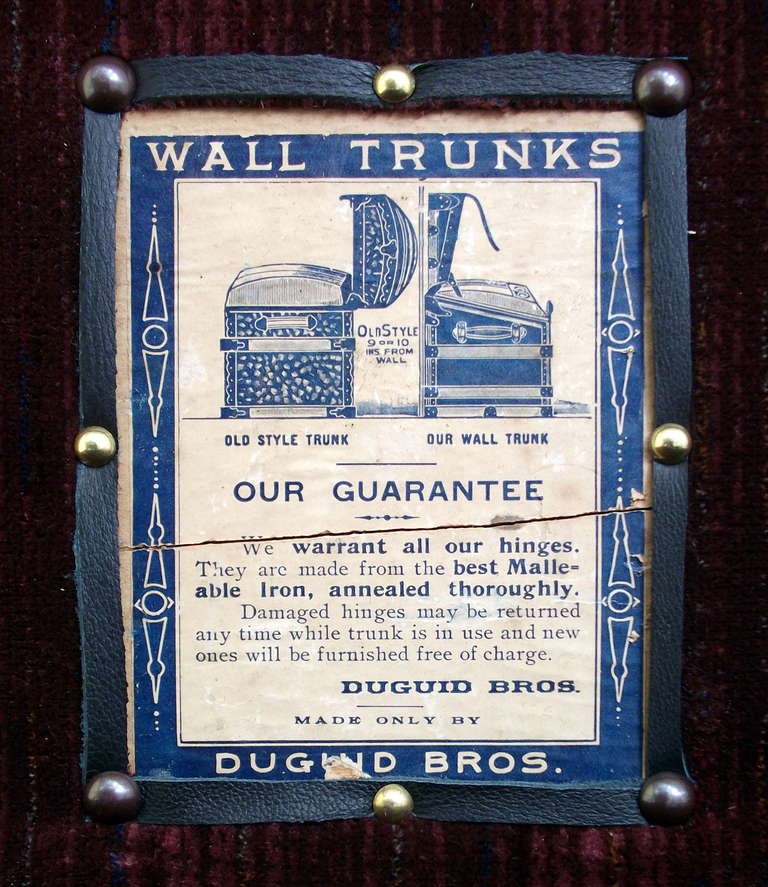 WALL TRUNKS
OLD STYLE
9 OR 10
INS. FROM
WALL
OLD STYLE TRUNK
OUR WALL TRUNK
OUR GUARANTEE
We warrant all our hinges.
They are made from the best Malle=
able Iron, annealed thoroughly.
Damaged hinges may be returned
any time while trunk is in use and new
ones will be furnished free of charge.
DUGUID BROS.
MADE ONLY BY
DUGUID BROS.